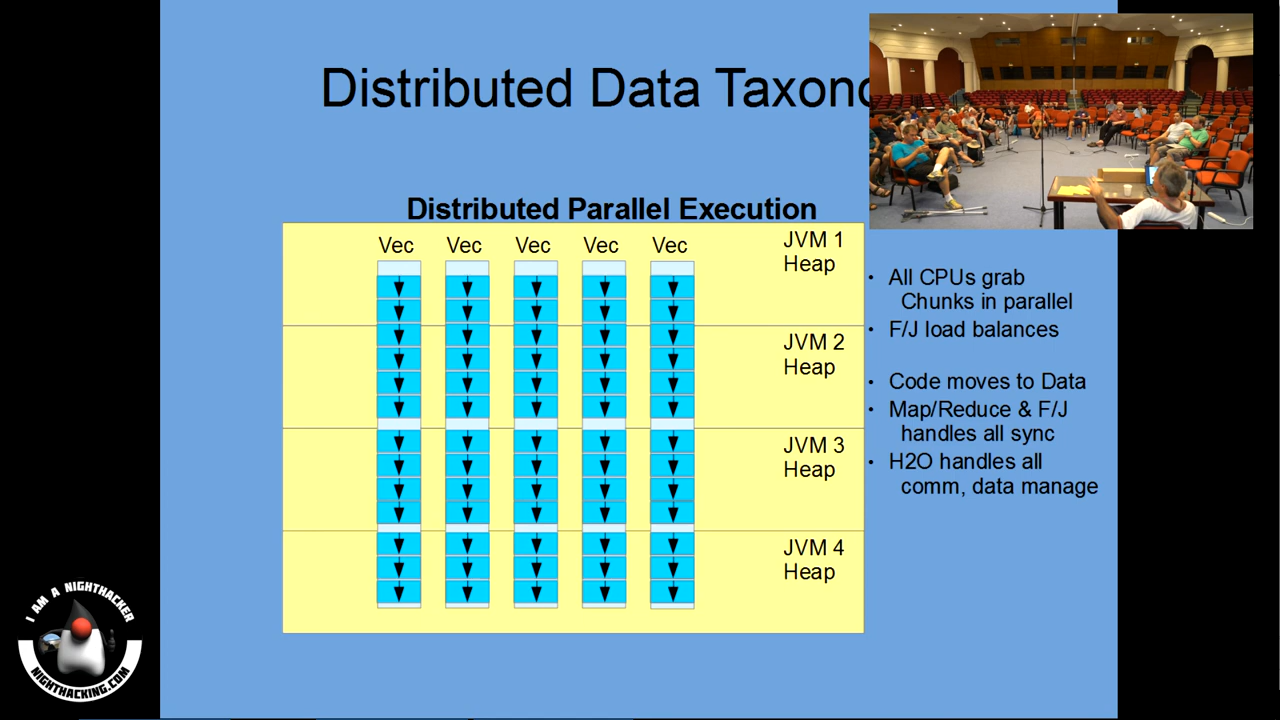 Distributed Data Taxono
Distributed Parallel Execution
Vec Vec Vec Vec Vec
JVM 1
Heap
JVM 2
Heap
JVM 3
Heap
JVM 4
Heap
• All CPUs grab
Chunks in parallel
• F/J load balances
• Code moves to Data
• Map/Reduce & F/J
handles all sync
• H2O handles all
comm, data manage
I AM A NIGHTHACKER
NIGHTHACKING.COM